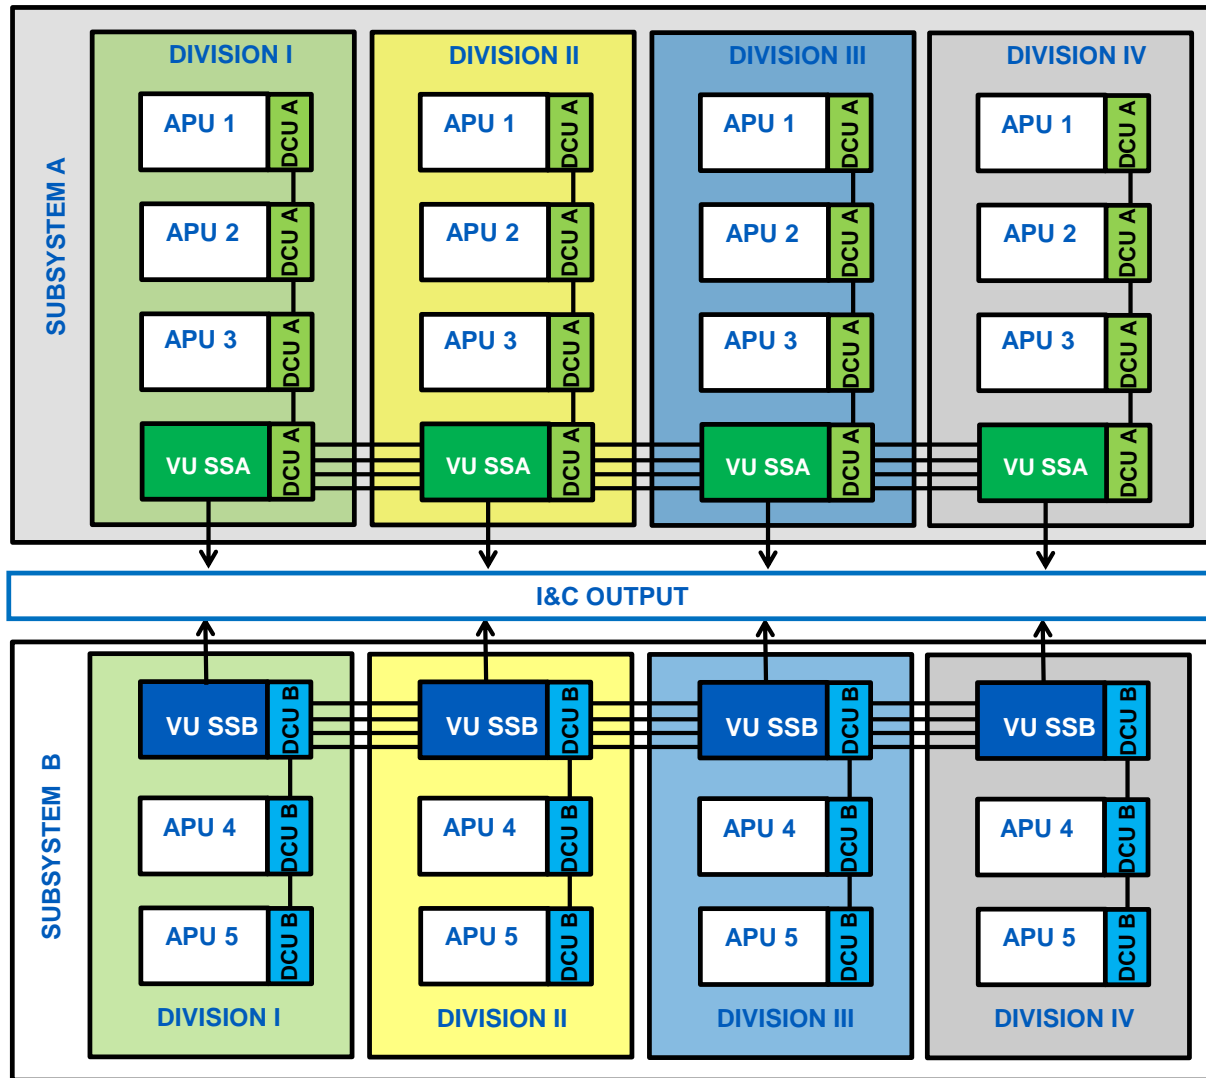 SUBSYSTEM A
DIVISION I
DIVISION II
DIVISION III
DIVISION IV
APU 1
DCU A
APU 1
DCU A
APU 1
DCU A
APU 1
DCU A
APU 2
DCU A
APU 2
DCU A
APU 2
DCU A
APU 2
DCU A
APU 3
DCU A
APU 3
DCU A
APU 3
DCU A
APU 3
DCU A
VU SSA
DCU A
VU SSA
DCU A
VU SSA
DCU A
VU SSA
DCU A
I&C OUTPUT
SUBSYSTEM B
VU SSB
DCU B
VU SSB
DCU B
VU SSB
DCU B
VU SSB
DCU B
APU 4
DCU B
APU 4
DCU B
APU 4
DCU B
APU 4
DCU B
APU 5
DCU B
APU 5
DCU B
APU 5
DCU B
APU 5
DCU B
DIVISION I
DIVISION II
DIVISION III
DIVISION IV